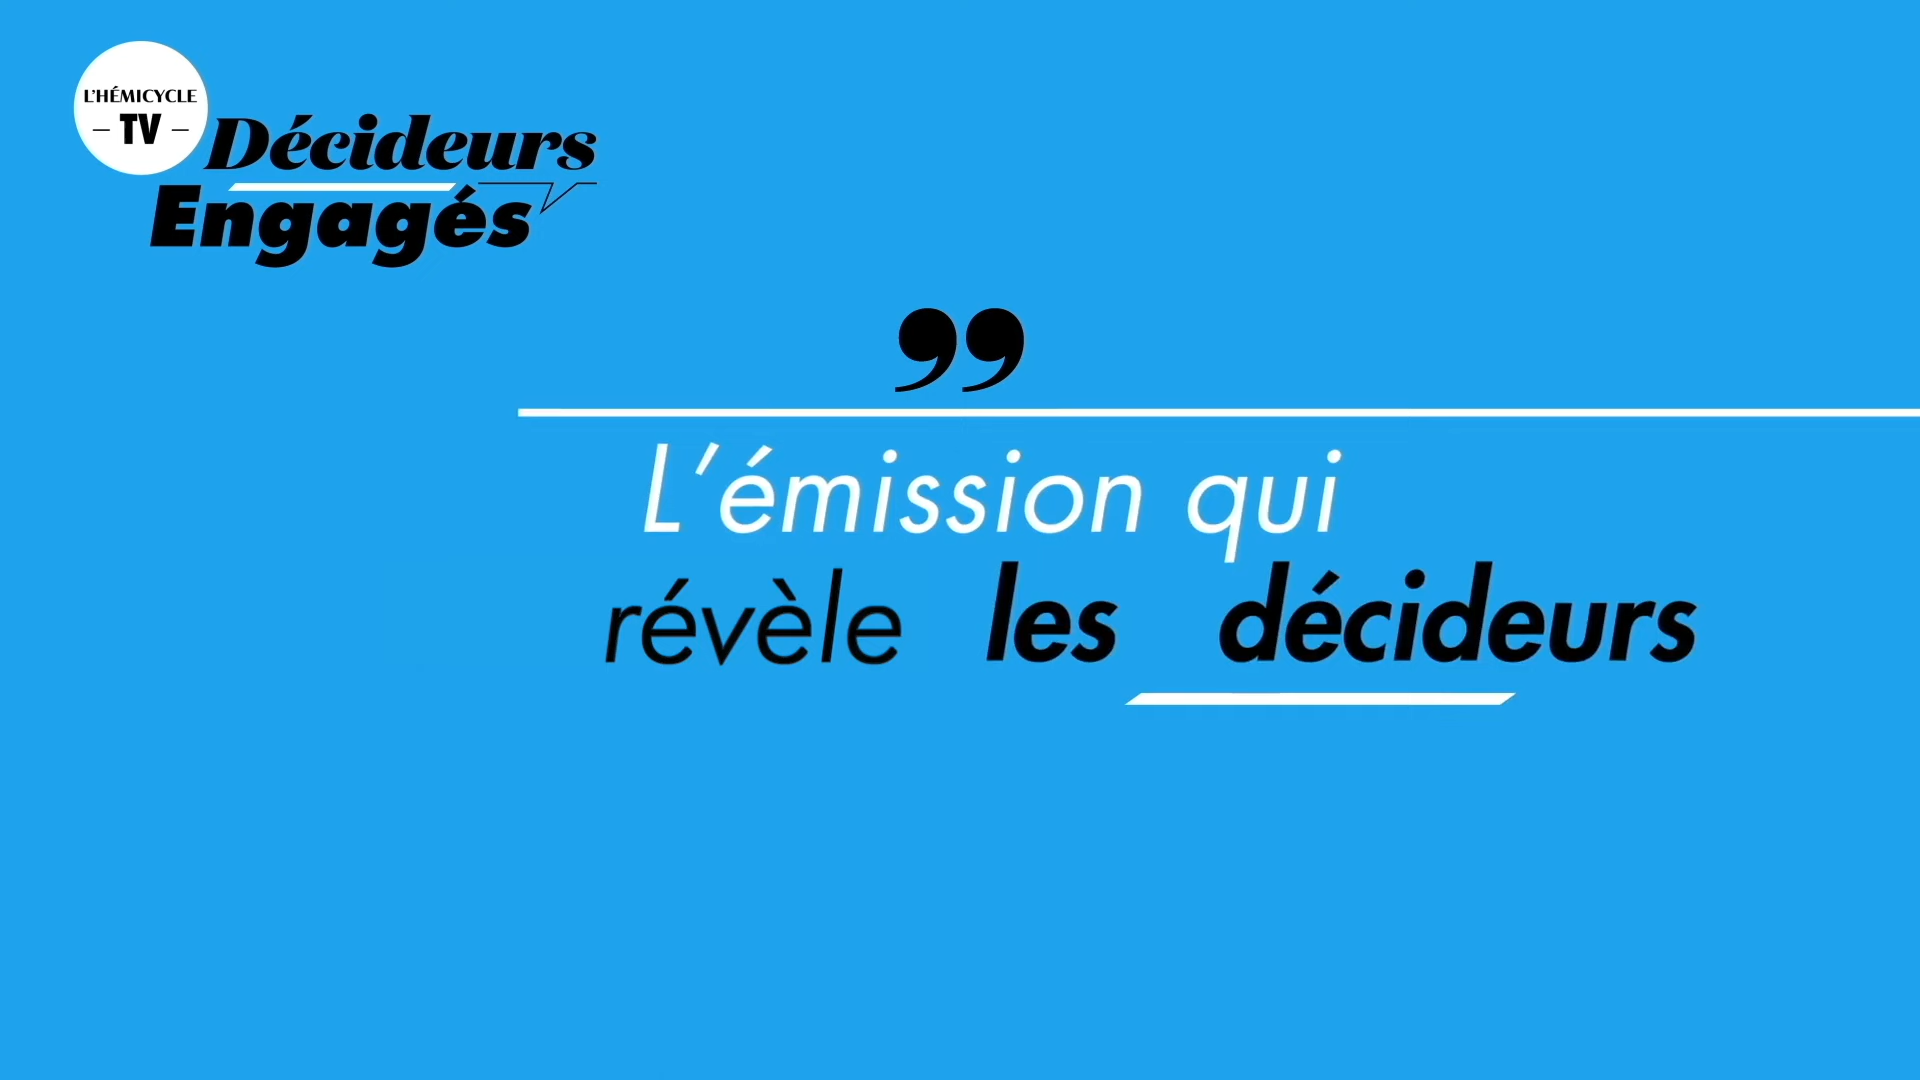 L'HÉMICYCLE
TV
Décideurs
Engagés
”
L'émission qui
révèle les décideurs